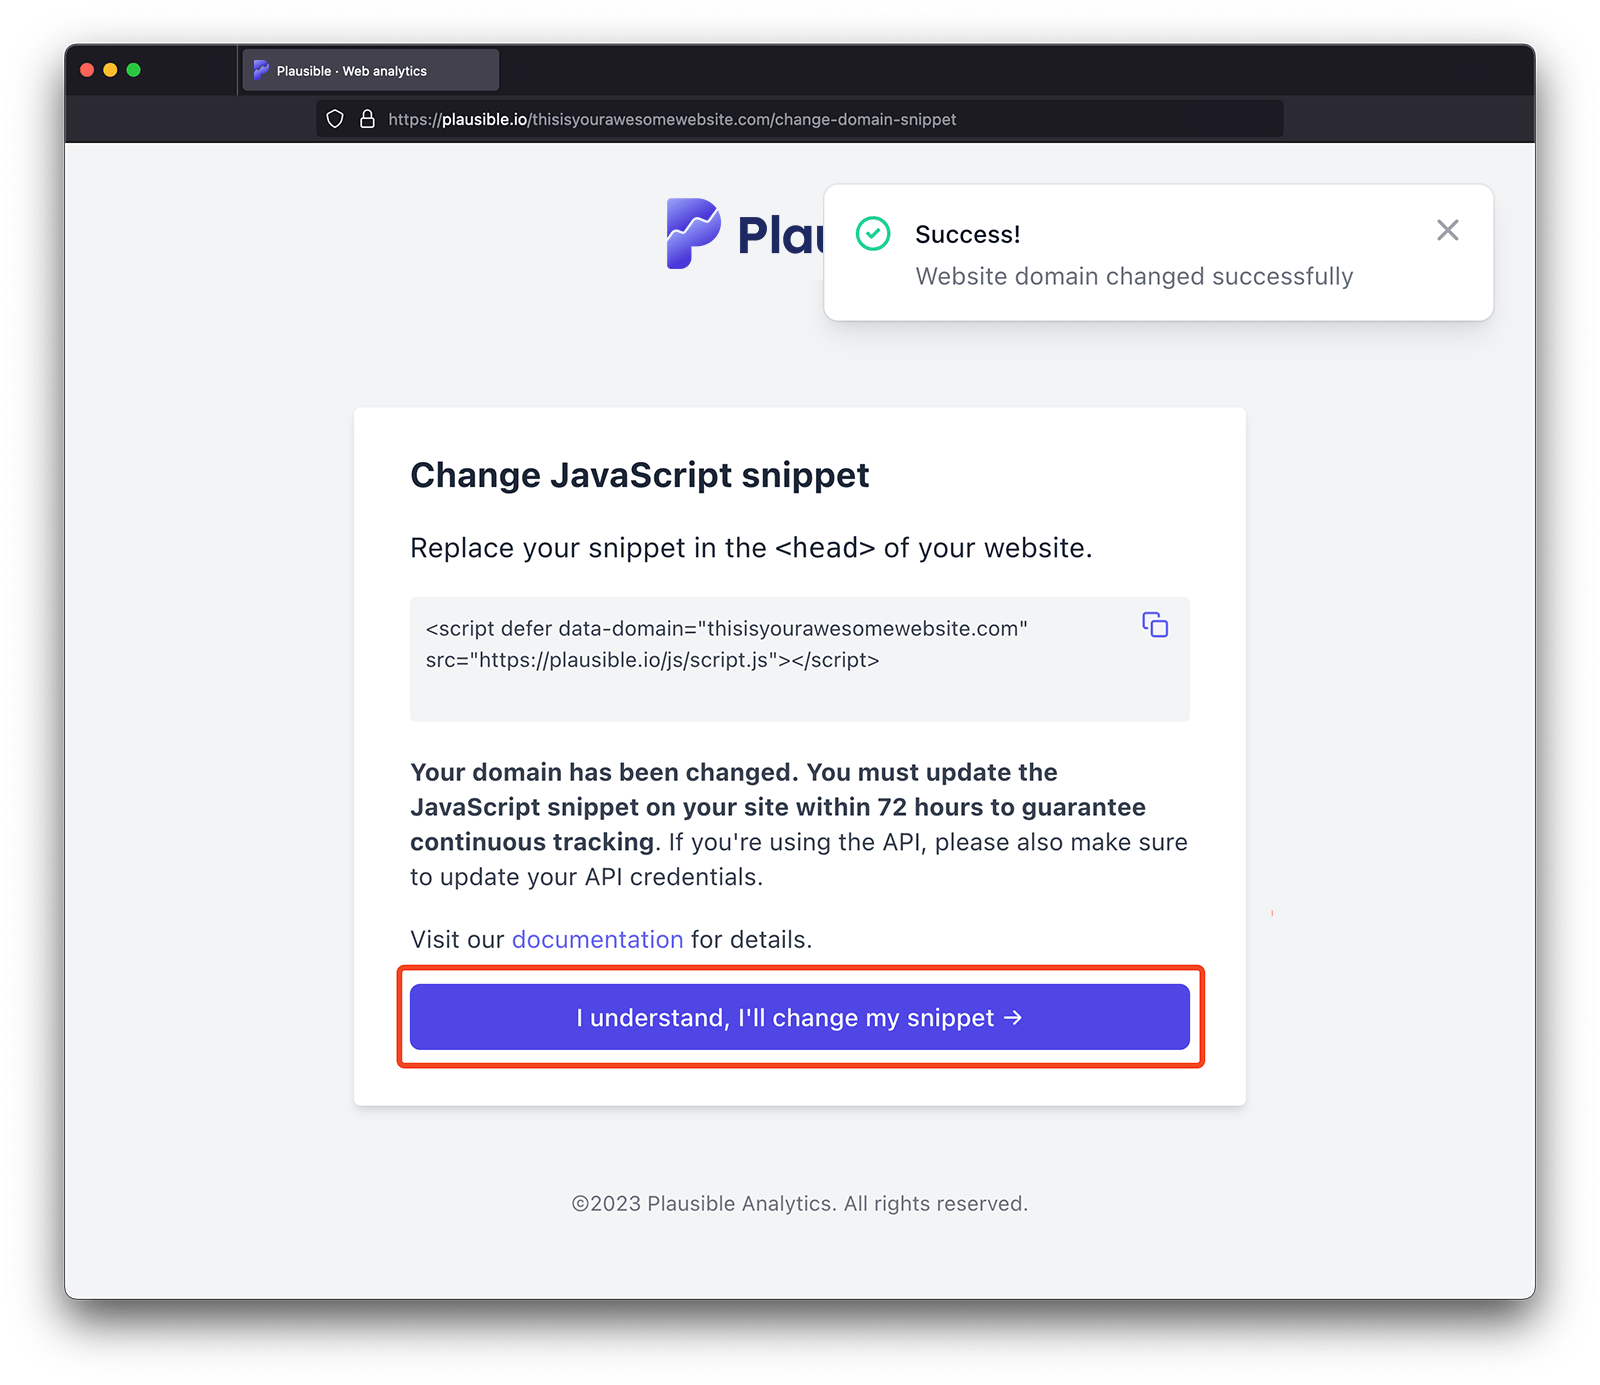 Plausible · Web analytics
https://plausible.io/thisisyourawesomewebsite.com/change-domain-snippet
Success!
Website domain changed successfully
Change JavaScript snippet
Replace your snippet in the <head> of your website.
<script defer data-domain="thisisyourawesomewebsite.com"
src="https://plausible.io/js/script.js"></script>
Your domain has been changed. You must update the
JavaScript snippet on your site within 72 hours to guarantee
continuous tracking. If you're using the API, please also make sure
to update your API credentials.
Visit our documentation for details.
I understand, I'll change my snippet →
©2023 Plausible Analytics. All rights reserved.